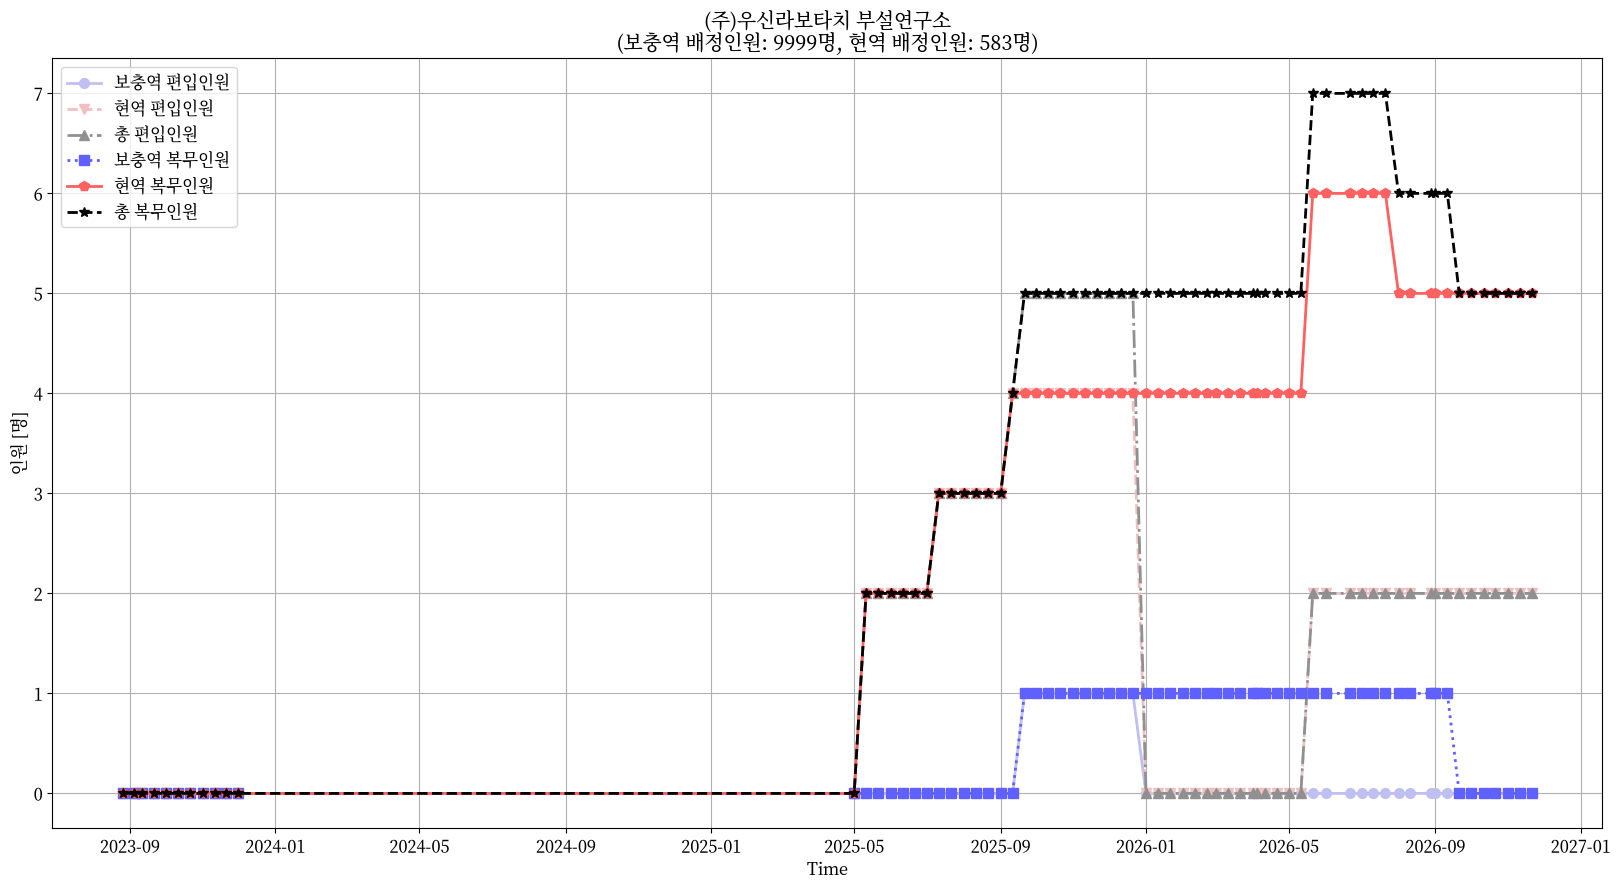 (주)우신라보타치 부설연구소
(보충역 배정인원: 9999명, 현역 배정인원: 583명)
보충역 편입인원
현역 편입인원
총 편입인원
보충역 복무인원
현역 복무인원
총 복무인원
인원 [명]
7
6
5
4
3
2
1
0
2023-09
2024-01
2024-05
2024-09
2025-01
2025-05
2025-09
2026-01
2026-05
2026-09
2027-01
Time